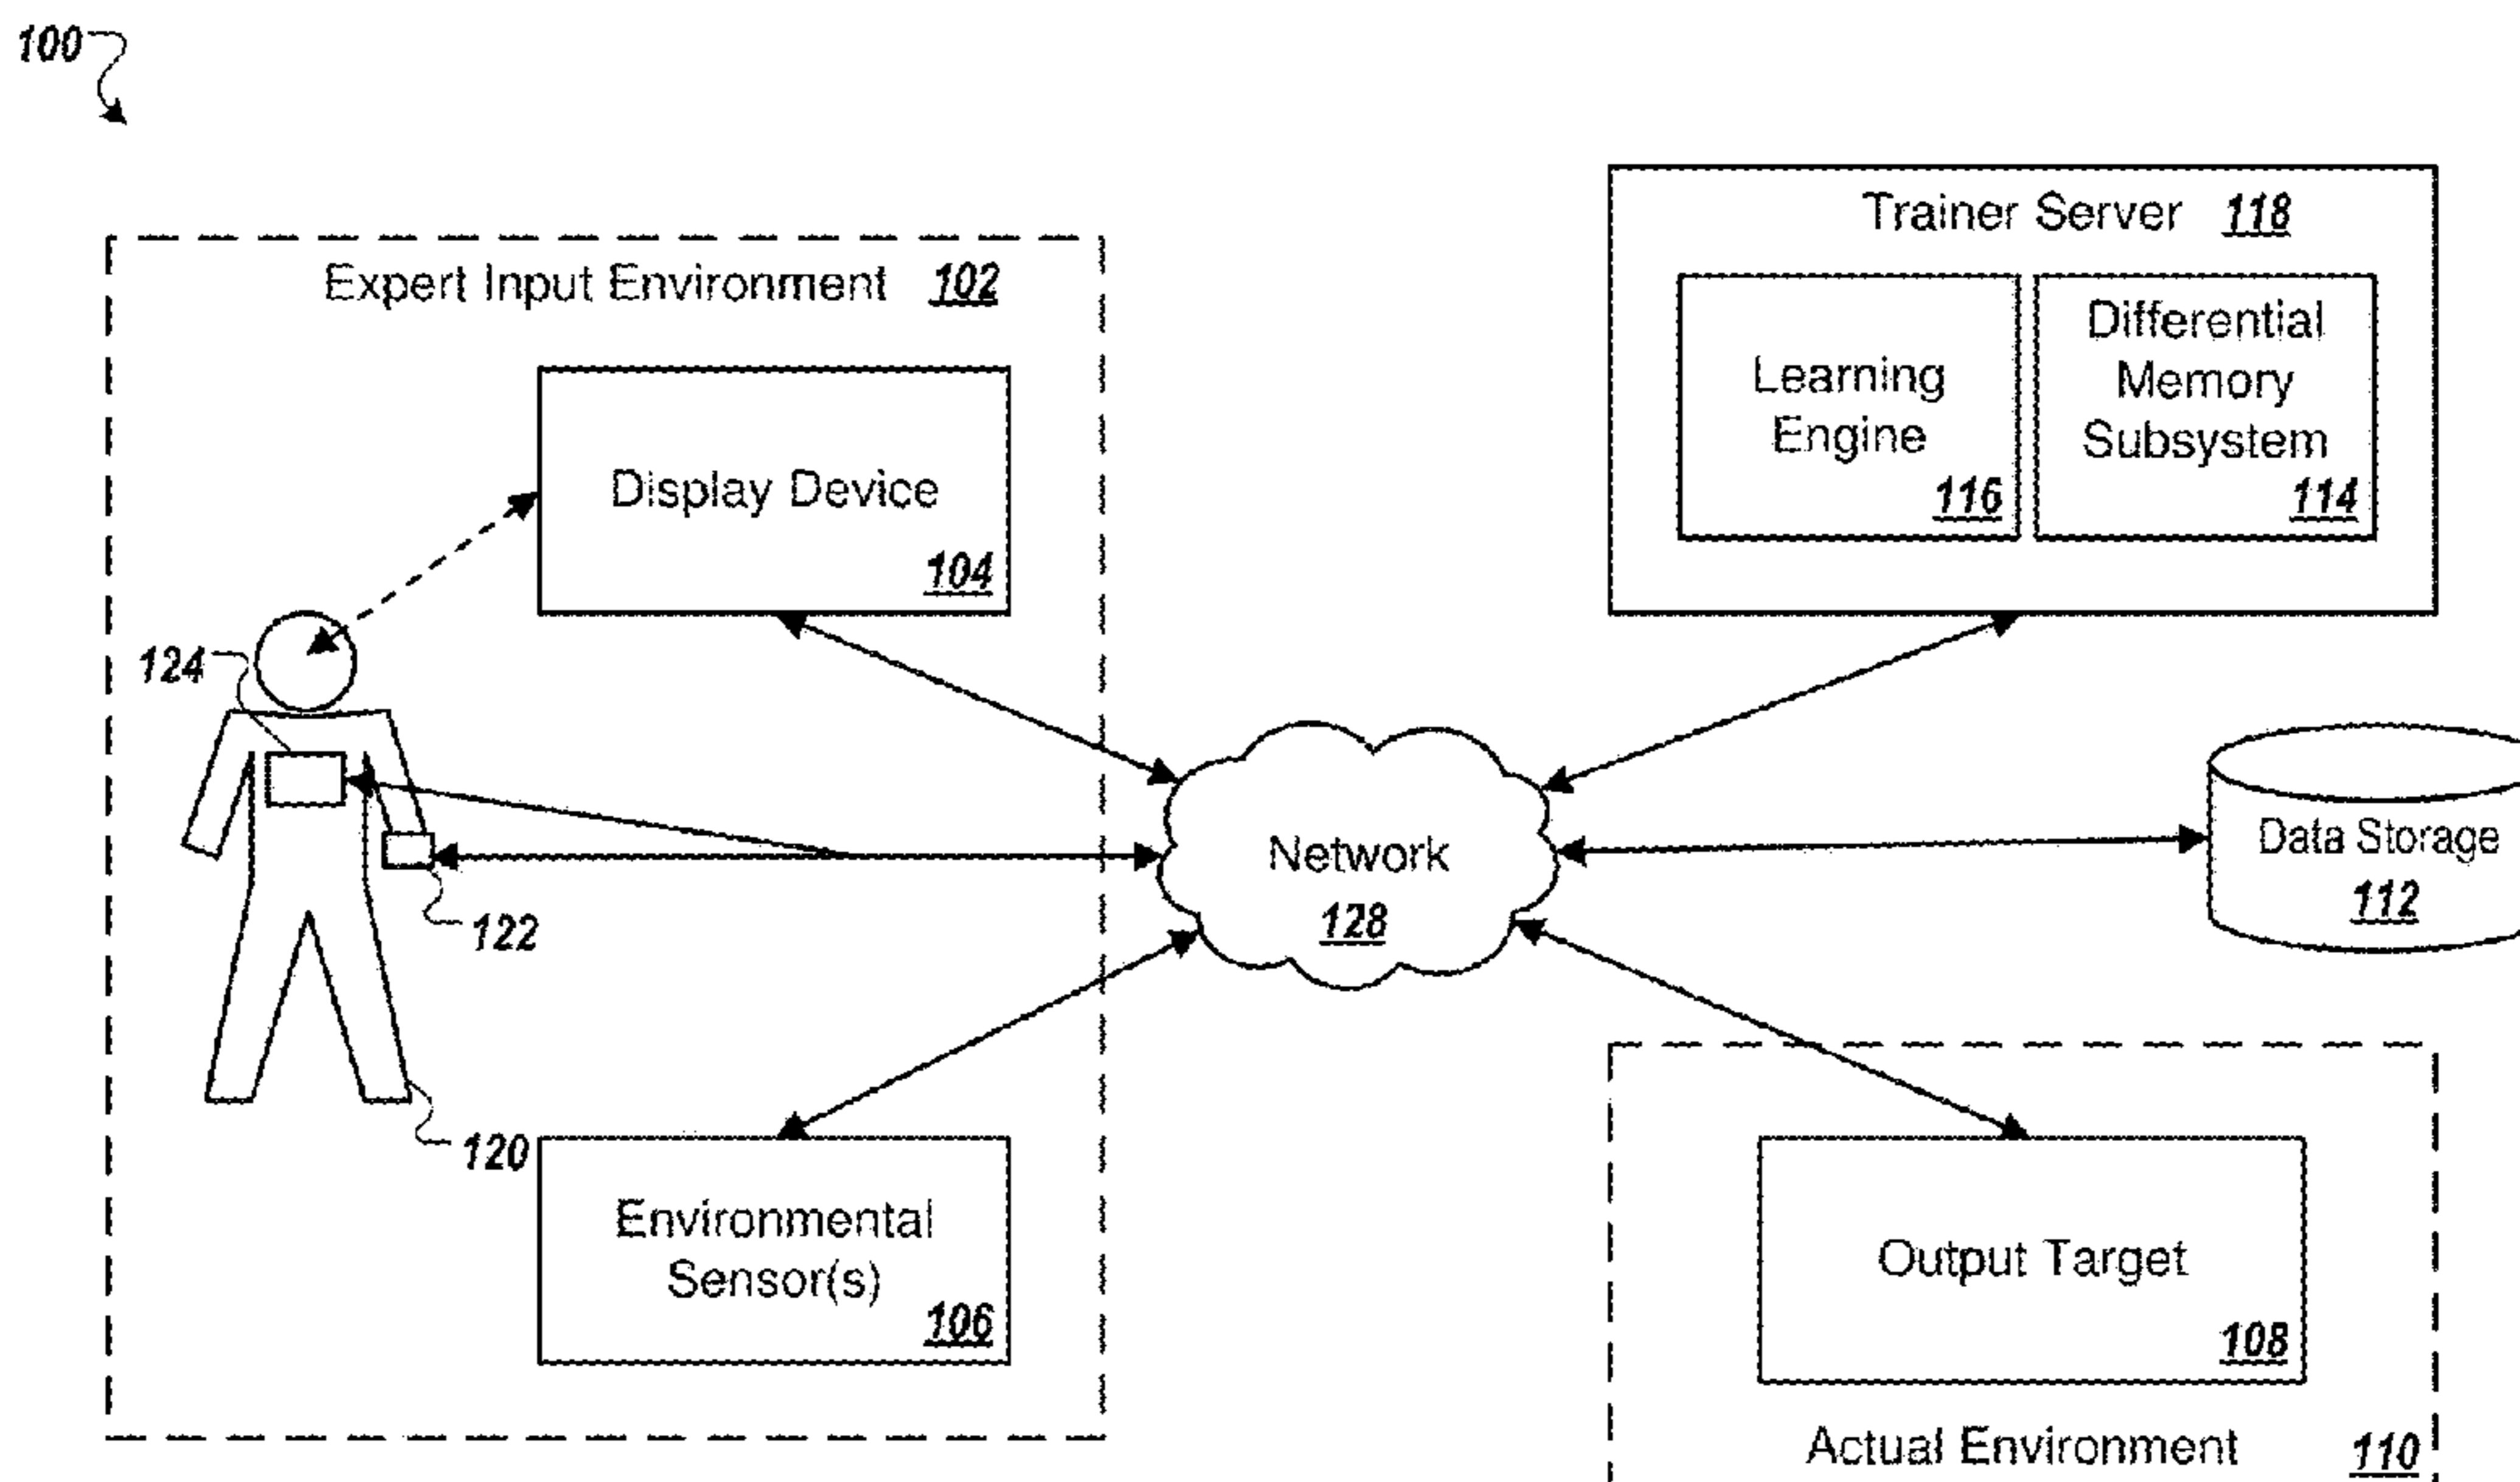 100
Expert Input Environment 102
Display Device
104
124
122
120
Environmental
Sensor(s)
106
Network
128
Trainer Server 118
Learning
Engine
116
Differential
Memory
Subsystem
114
Data Storage
112
Output Target
108
Actual Environment 110